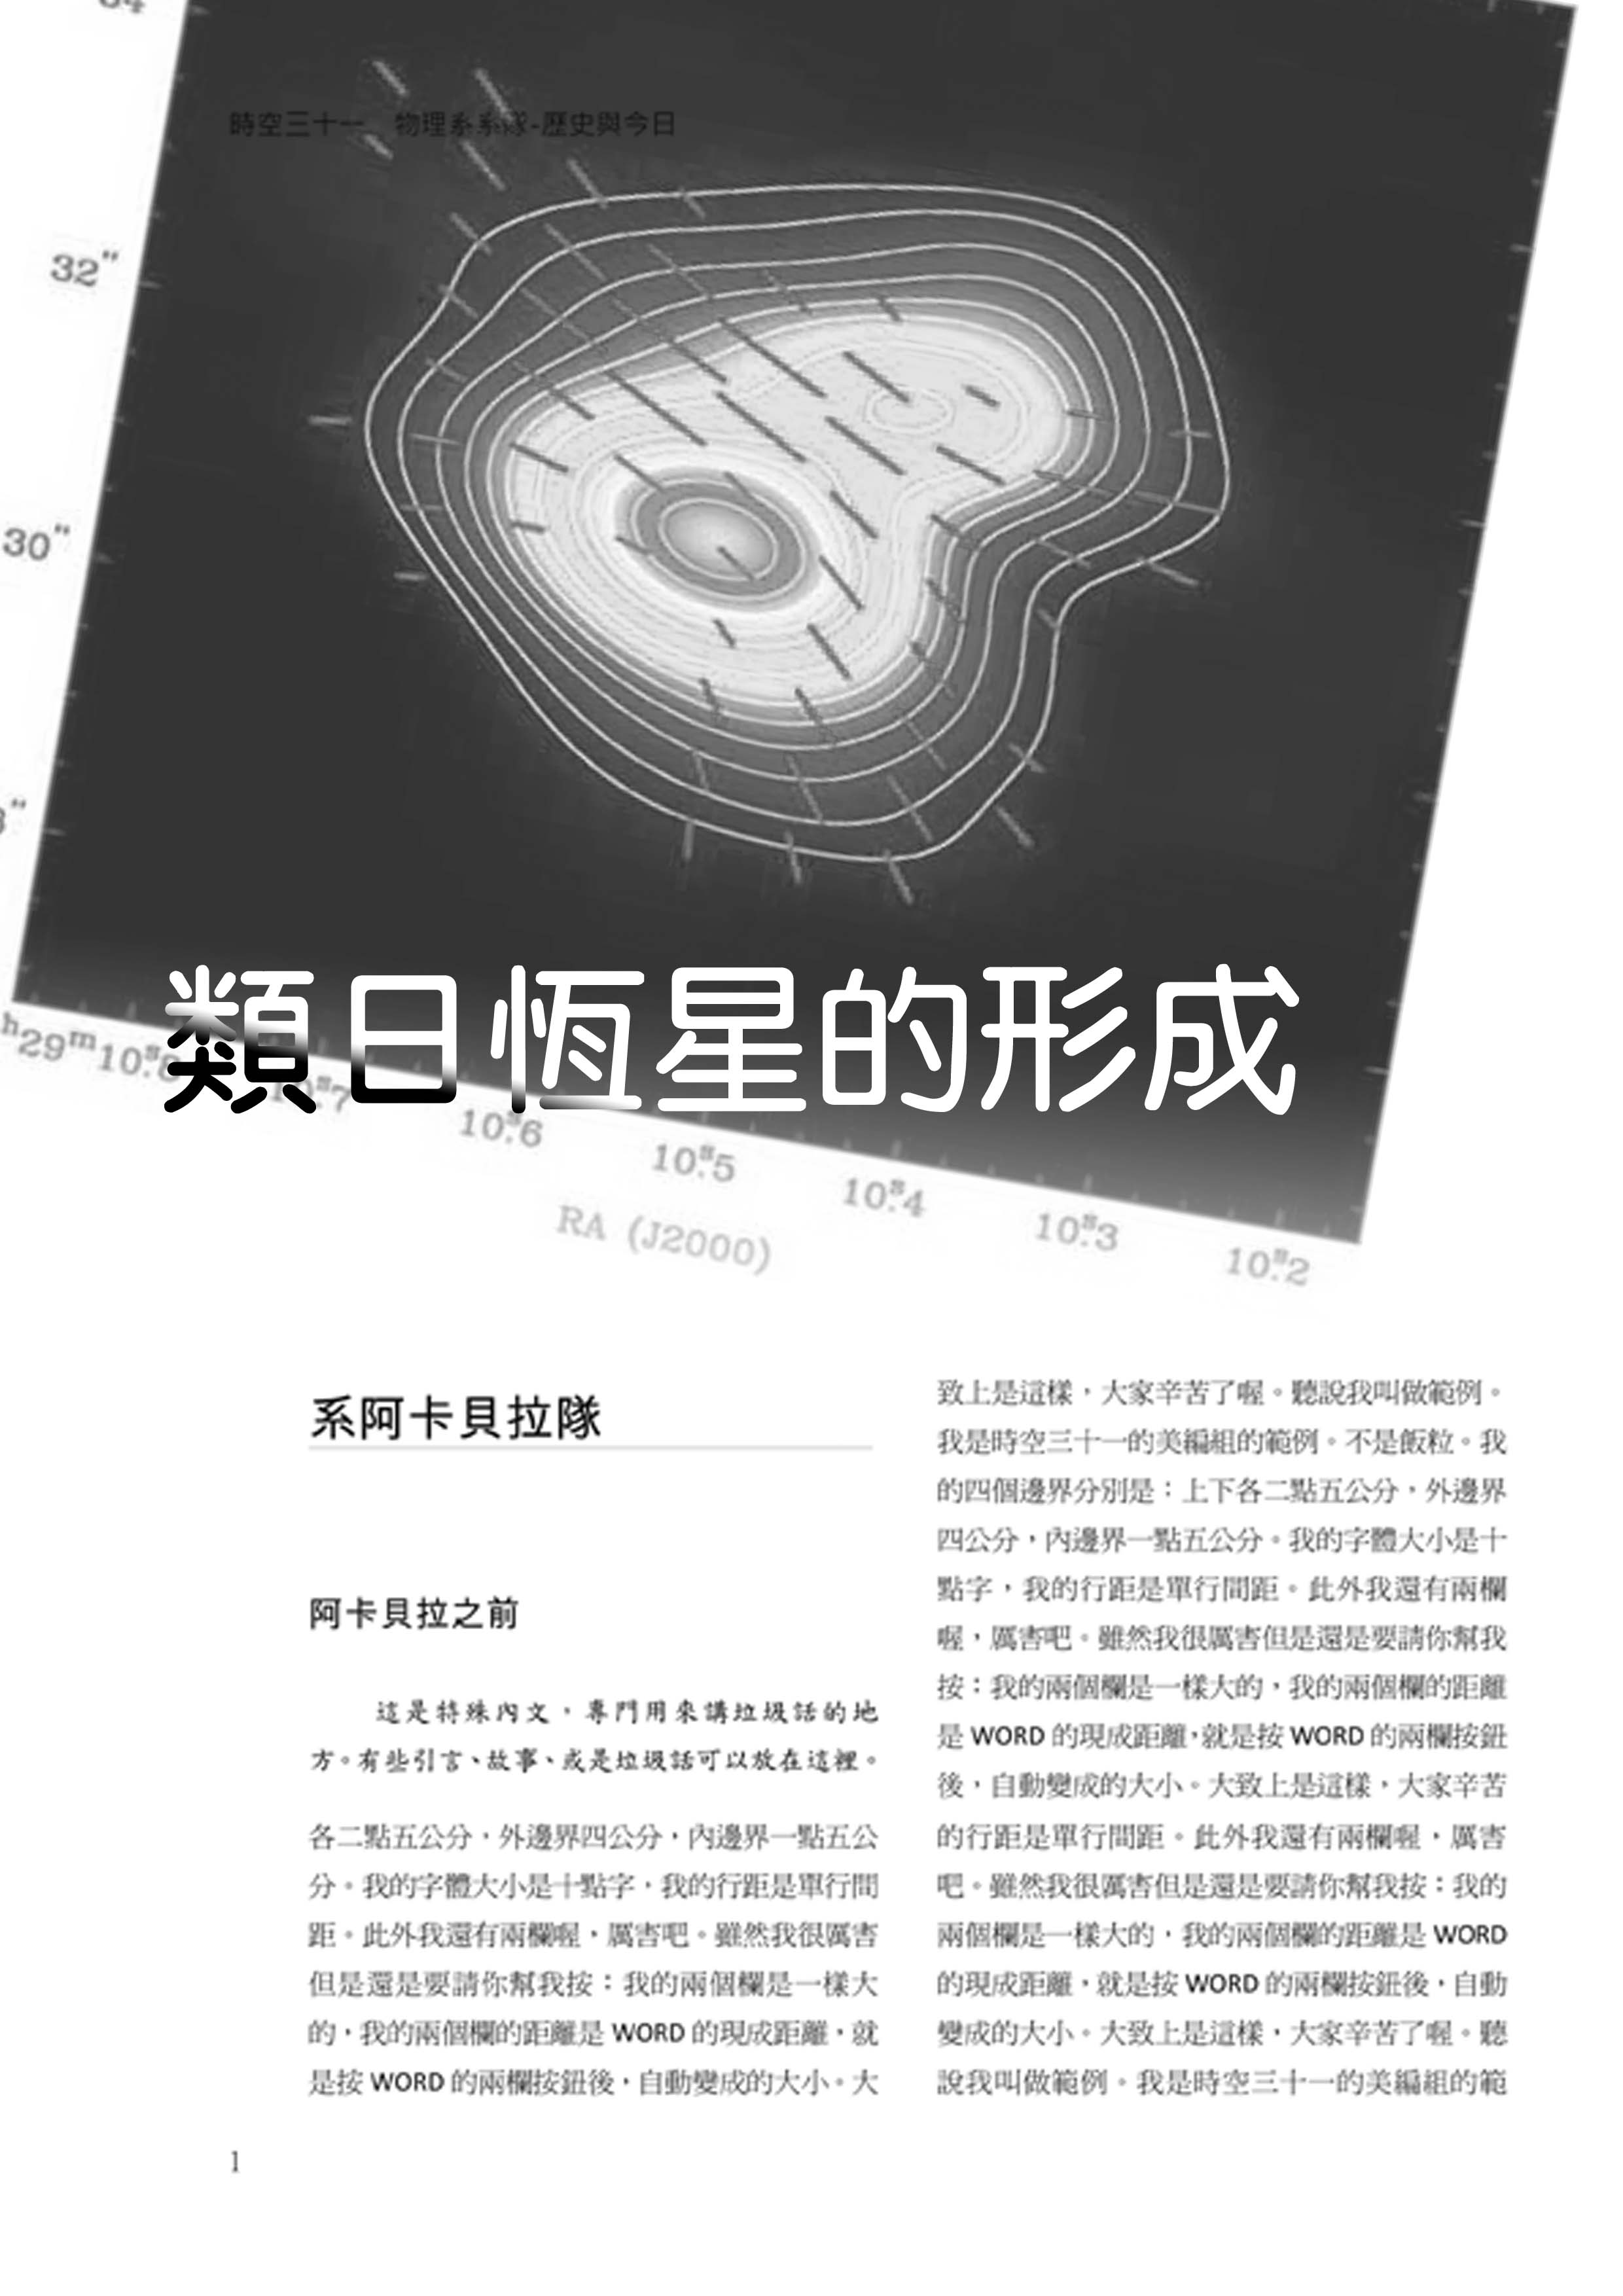 時空三十一 物理系系隊-歷史與今日
32"
30"
類日恆星的形成
29m10s.8
10s.6
10s.5
10s.4
10s.3
10s.2
RA (J2000)
系阿卡貝拉隊
阿卡貝拉之前
這是特殊內文，專門用來講垃圾話的地
方。有些引言、故事、或是垃圾話可以放在這裡。
各二點五公分，外邊界四公分，內邊界一點五公
分。我的字體大小是十點字，我的行距是單行間
距。此外我還有兩欄喔，厲害吧。雖然我很厲害
但是還是要請你幫我按：我的兩個欄是一樣大
的，我的兩個欄的距離是 WORD 的現成距離，就
是按 WORD 的兩欄按鈕後，自動變成的大小。大
致上是這樣，大家辛苦了喔。聽說我叫做範例。
我是時空三十一的美編組的範例。不是飯粒。我
的四個邊界分別是：上下各二點五公分，外邊界
四公分，內邊界一點五公分。我的字體大小是十
點字，我的行距是單行間距。此外我還有兩欄
喔，厲害吧。雖然我很厲害但是還是要請你幫我
按：我的兩個欄是一樣大的，我的兩個欄的距離
是 WORD 的現成距離，就是按 WORD 的兩欄按鈕
後，自動變成的大小。大致上是這樣，大家辛苦
的行距是單行間距。此外我還有兩欄喔，厲害
吧。雖然我很厲害但是還是要請你幫我按：我的
兩個欄是一樣大的，我的兩個欄的距離是 WORD
的現成距離，就是按 WORD 的兩欄按鈕後，自動
變成的大小。大致上是這樣，大家辛苦了喔。聽
說我叫做範例。我是時空三十一的美編組的範
1